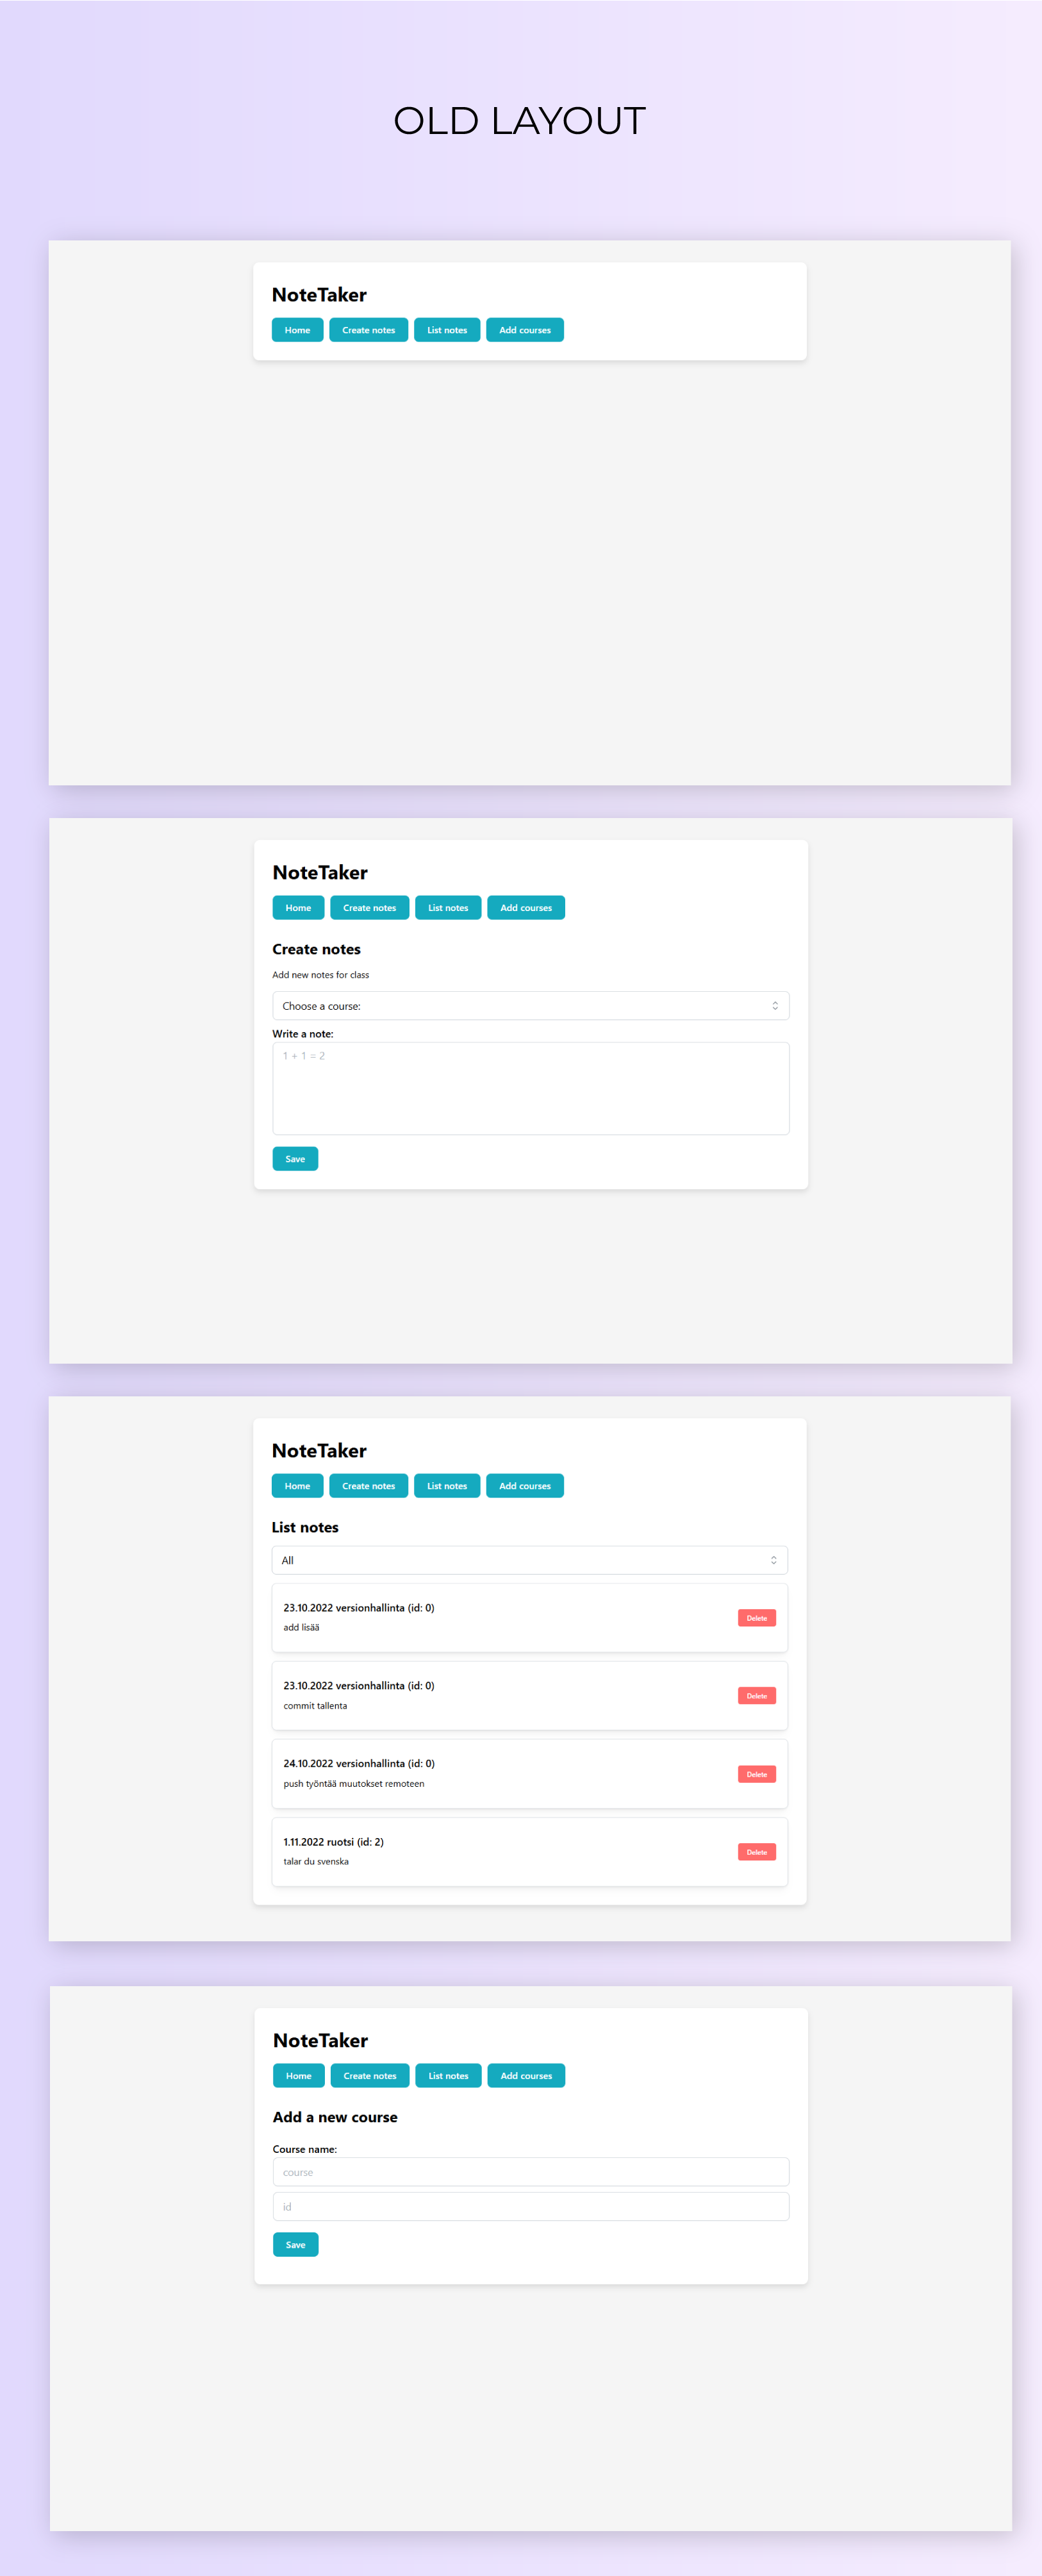 OLD LAYOUT
NoteTaker
Home Create notes List notes Add courses
NoteTaker
Home Create notes List notes Add courses
Create notes
Add new notes for class
Choose a course:
Write a note:
1 + 1 = 2
Save
NoteTaker
Home Create notes List notes Add courses
List notes
All
23.10.2022 versionhallinta (id: 0)
add lisää
Delete
23.10.2022 versionhallinta (id: 0)
commit tallenta
Delete
24.10.2022 versionhallinta (id: 0)
push työntää muutokset remoteen
Delete
1.11.2022 ruotsi (id: 2)
talar du svenska
Delete
NoteTaker
Home Create notes List notes Add courses
Add a new course
Course name:
course
id
Save